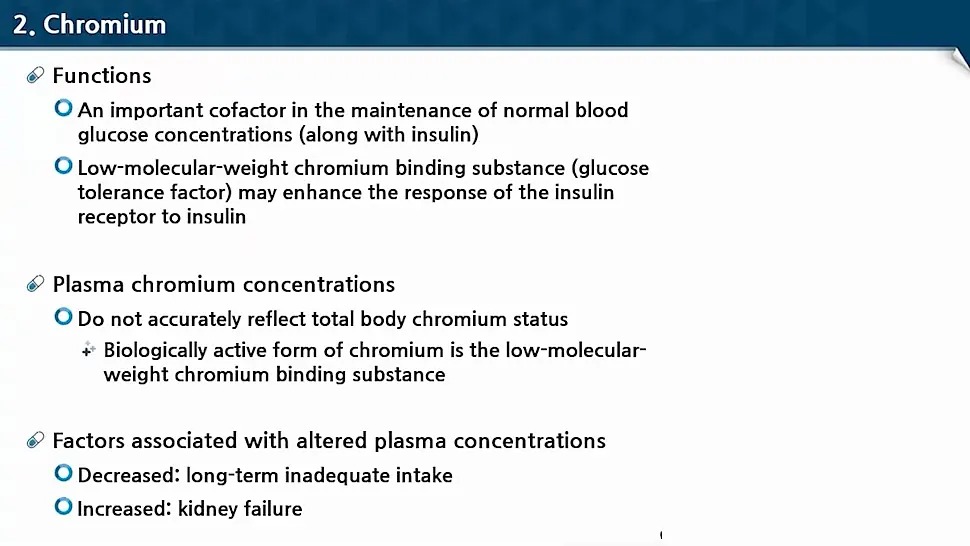 2. Chromium
Functions
An important cofactor in the maintenance of normal blood
glucose concentrations (along with insulin)
Low-molecular-weight chromium binding substance (glucose
tolerance factor) may enhance the response of the insulin
receptor to insulin
Plasma chromium concentrations
Do not accurately reflect total body chromium status
Biologically active form of chromium is the low-molecular-
weight chromium binding substance
Factors associated with altered plasma concentrations
Decreased: long-term inadequate intake
Increased: kidney failure